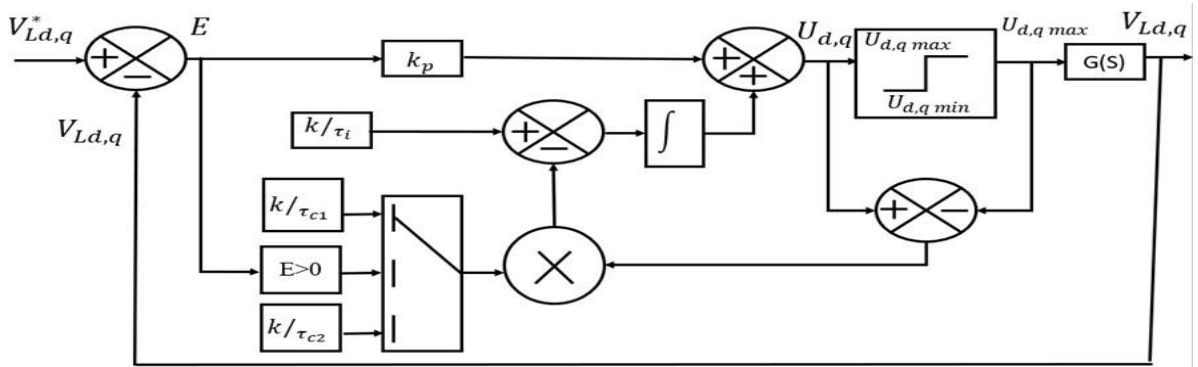 V*Ld,q
E
Ud,q
Ud,q max
VLd,q
+
−
kp
+
+
Ud,q max
Ud,q min
G(S)
VLd,q
k/τi
+
−
∫
k/τc1
+
−
E>0
×
k/τc2